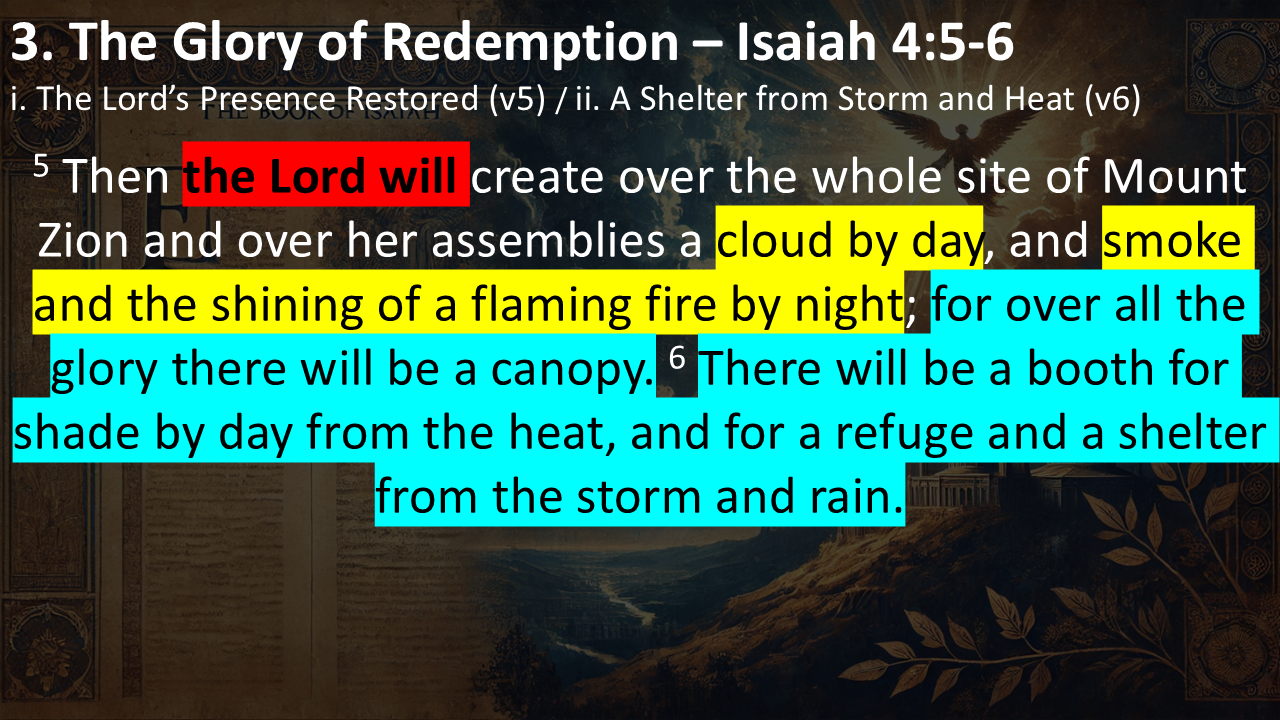 3. The Glory of Redemption – Isaiah 4:5-6
i. The Lord’s Presence Restored (v5) / ii. A Shelter from Storm and Heat (v6)
THE BOOK OF ISAIAH
5 Then the Lord will create over the whole site of Mount
Zion and over her assemblies a cloud by day, and smoke
and the shining of a flaming fire by night; for over all the
glory there will be a canopy. 6 There will be a booth for
shade by day from the heat, and for a refuge and a shelter
from the storm and rain.